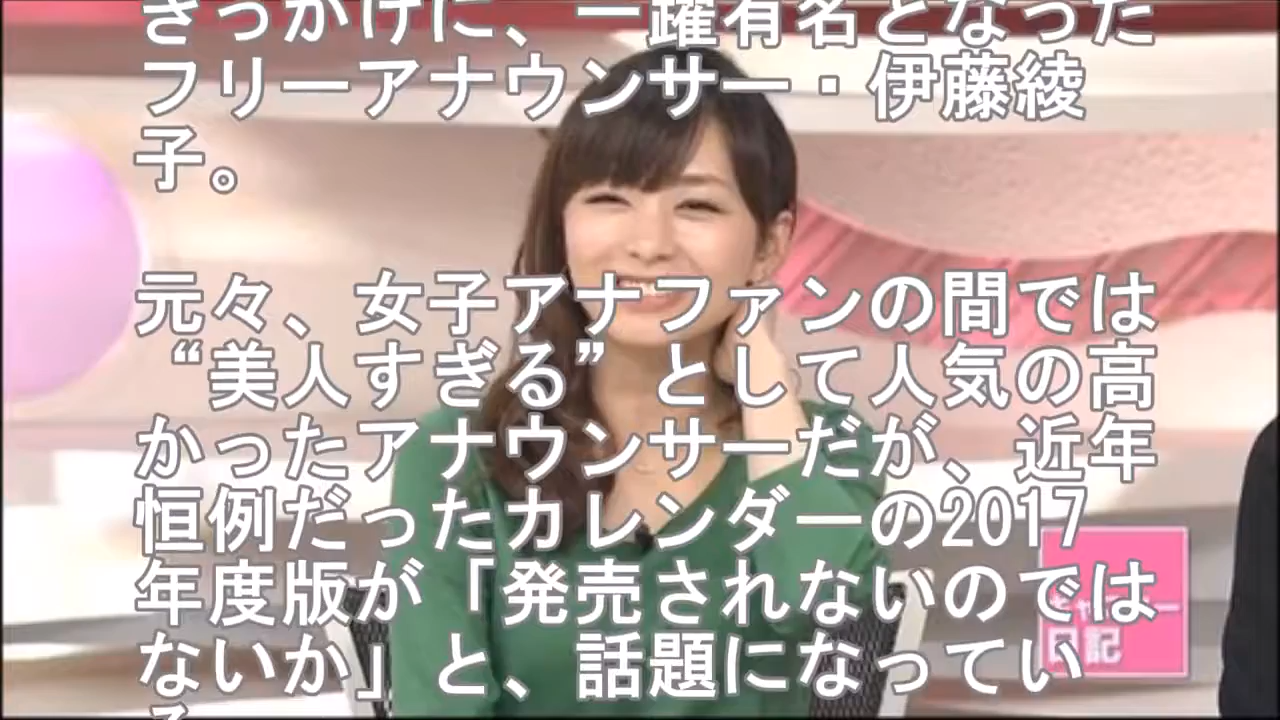 きっかけに、一躍有名となった
フリーアナウンサー・伊藤綾
子。
元々、女子アナファンの間では
“美人すぎる”として人気の高
かったアナウンサーだが、近年
恒例だったカレンダーの2017
年度版が「発売されないのでは
ないか」と、話題になってい
る
日記